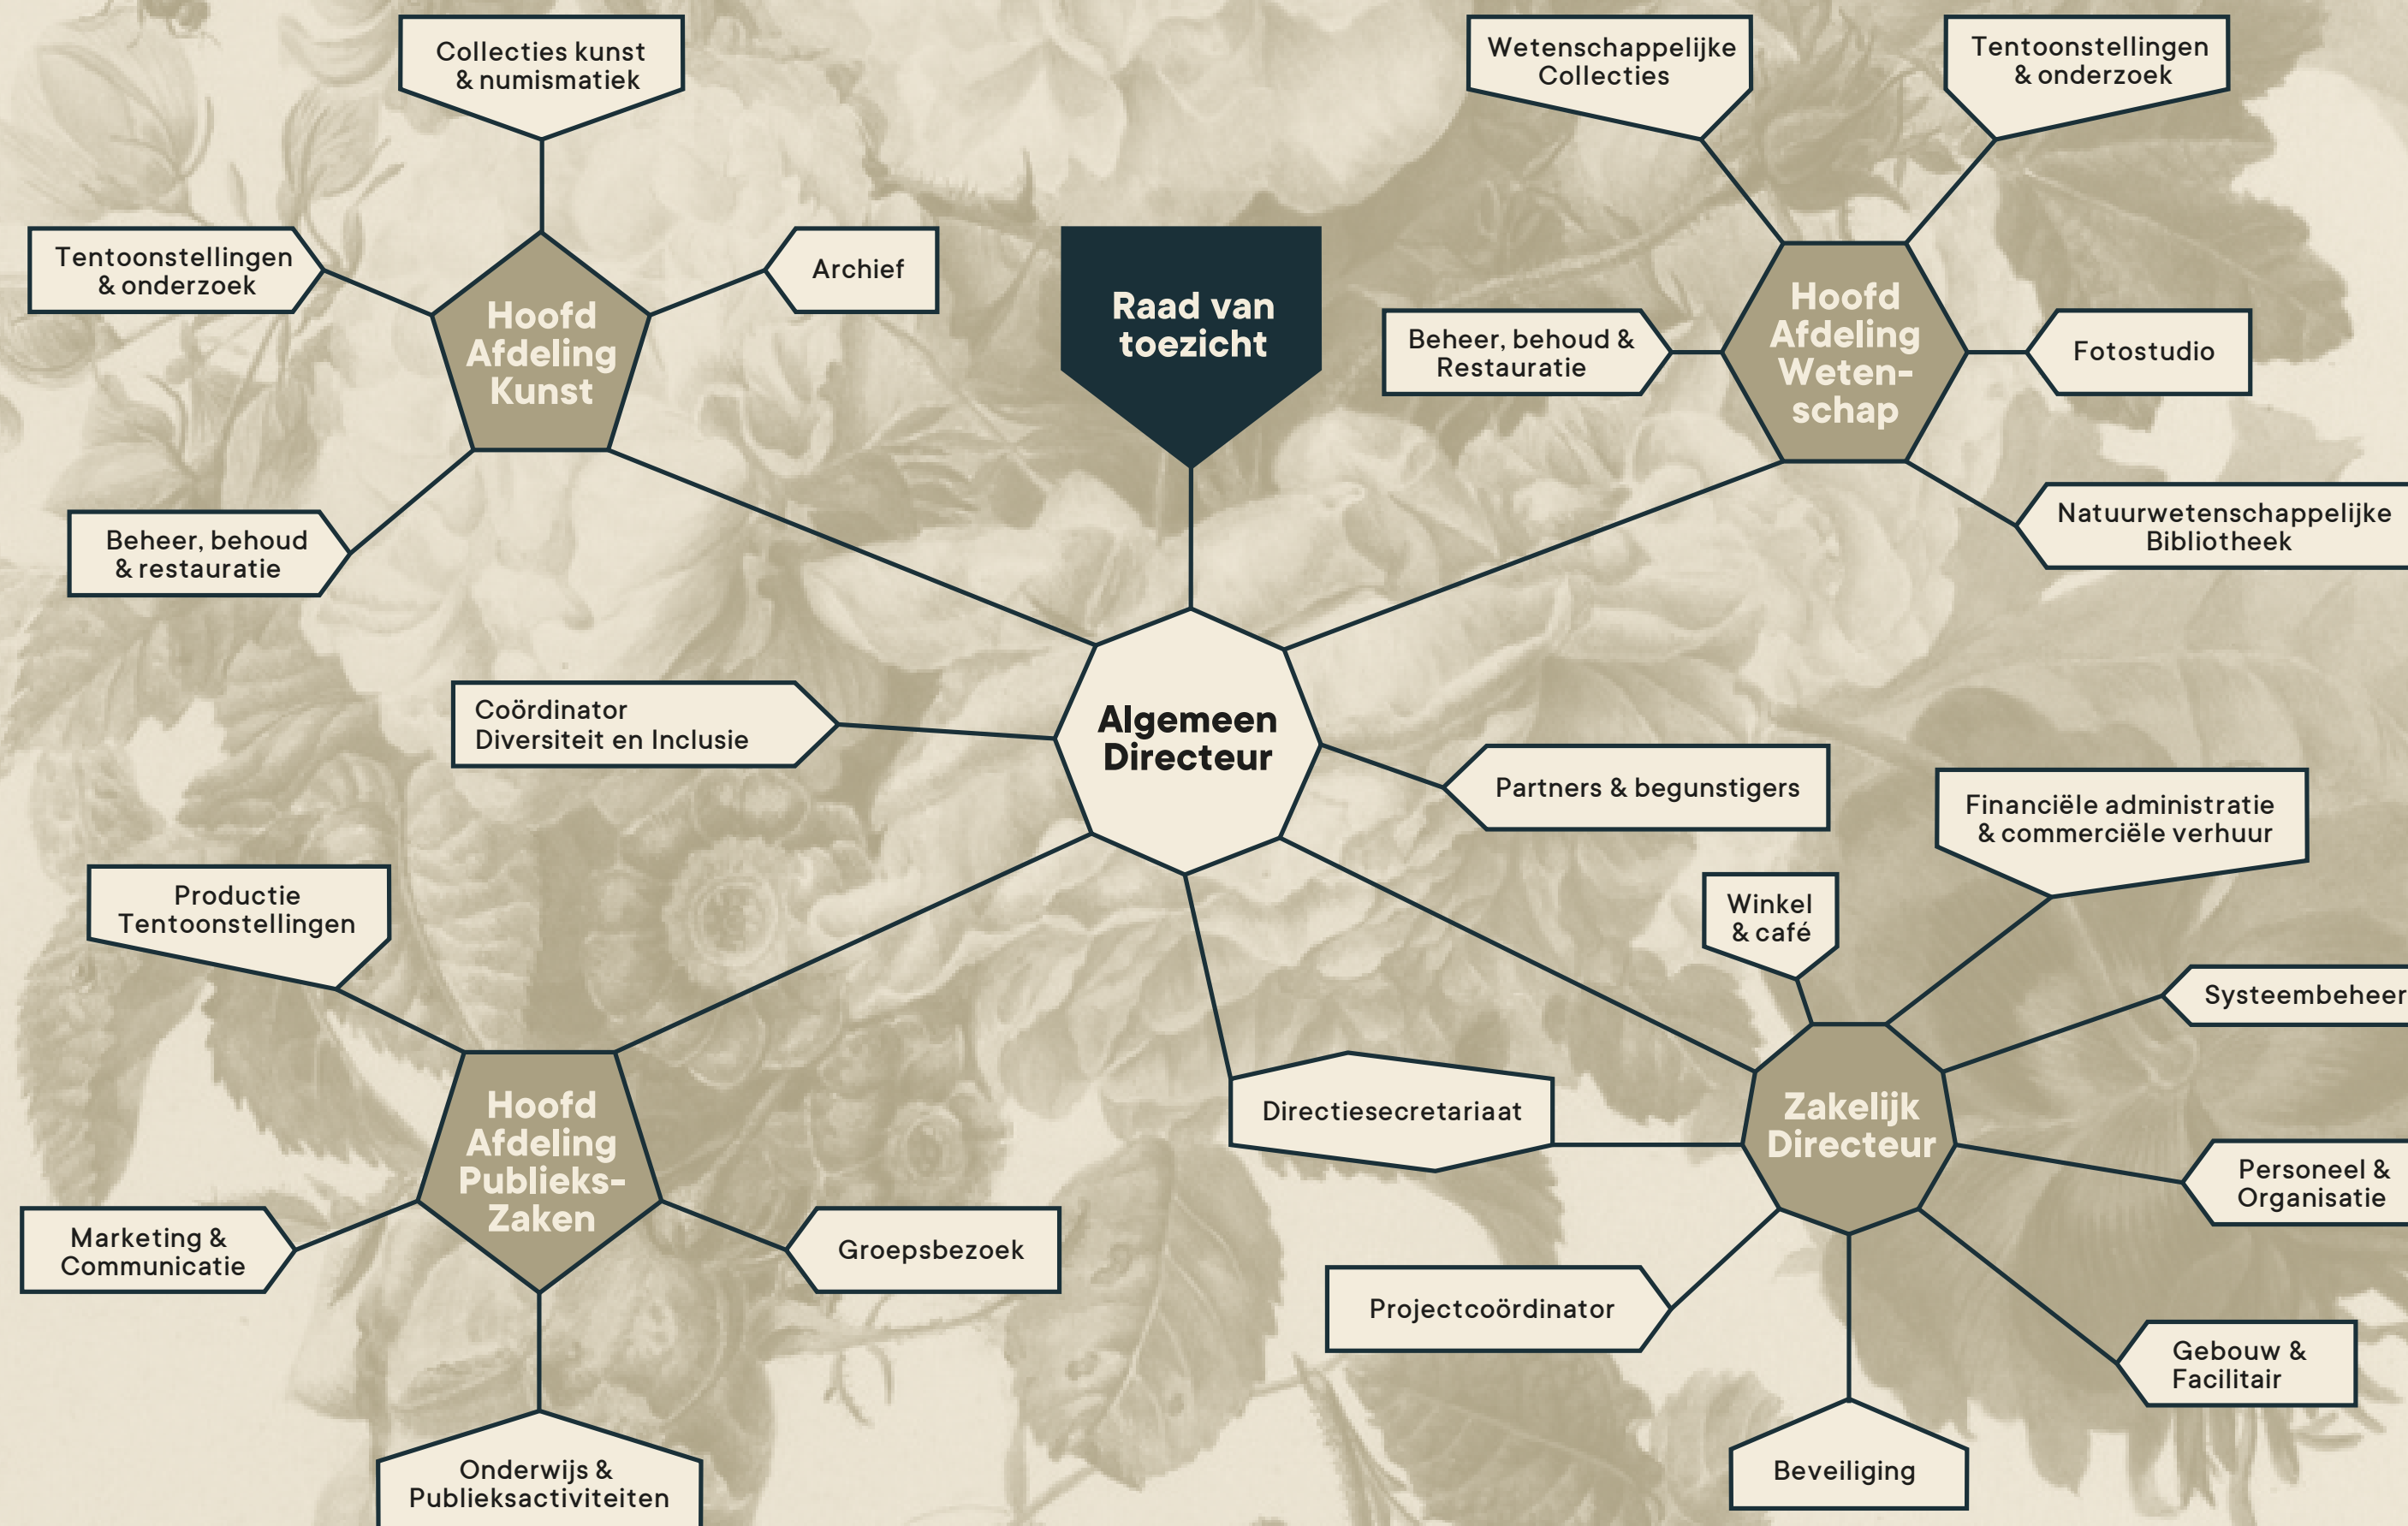 Collecties kunst
& numismatiek
Wetenschappelijke
Collecties
Tentoonstellingen
& onderzoek
Tentoonstellingen
& onderzoek
Archief
Hoofd
Afdeling
Kunst
Raad van
toezicht
Beheer, behoud &
Restauratie
Hoofd
Afdeling
Weten-
schap
Fotostudio
Beheer, behoud
& restauratie
Natuurwetenschappelijke
Bibliotheek
Coördinator
Diversiteit en Inclusie
Algemeen
Directeur
Partners & begunstigers
Financiële administratie
& commerciële verhuur
Productie
Tentoonstellingen
Winkel
& café
Systeembeheer
Hoofd
Afdeling
Publieks-
Zaken
Directiesecretariaat
Zakelijk
Directeur
Personeel &
Organisatie
Marketing &
Communicatie
Groepsbezoek
Projectcoördinator
Gebouw &
Facilitair
Onderwijs &
Publieksactiviteiten
Beveiliging